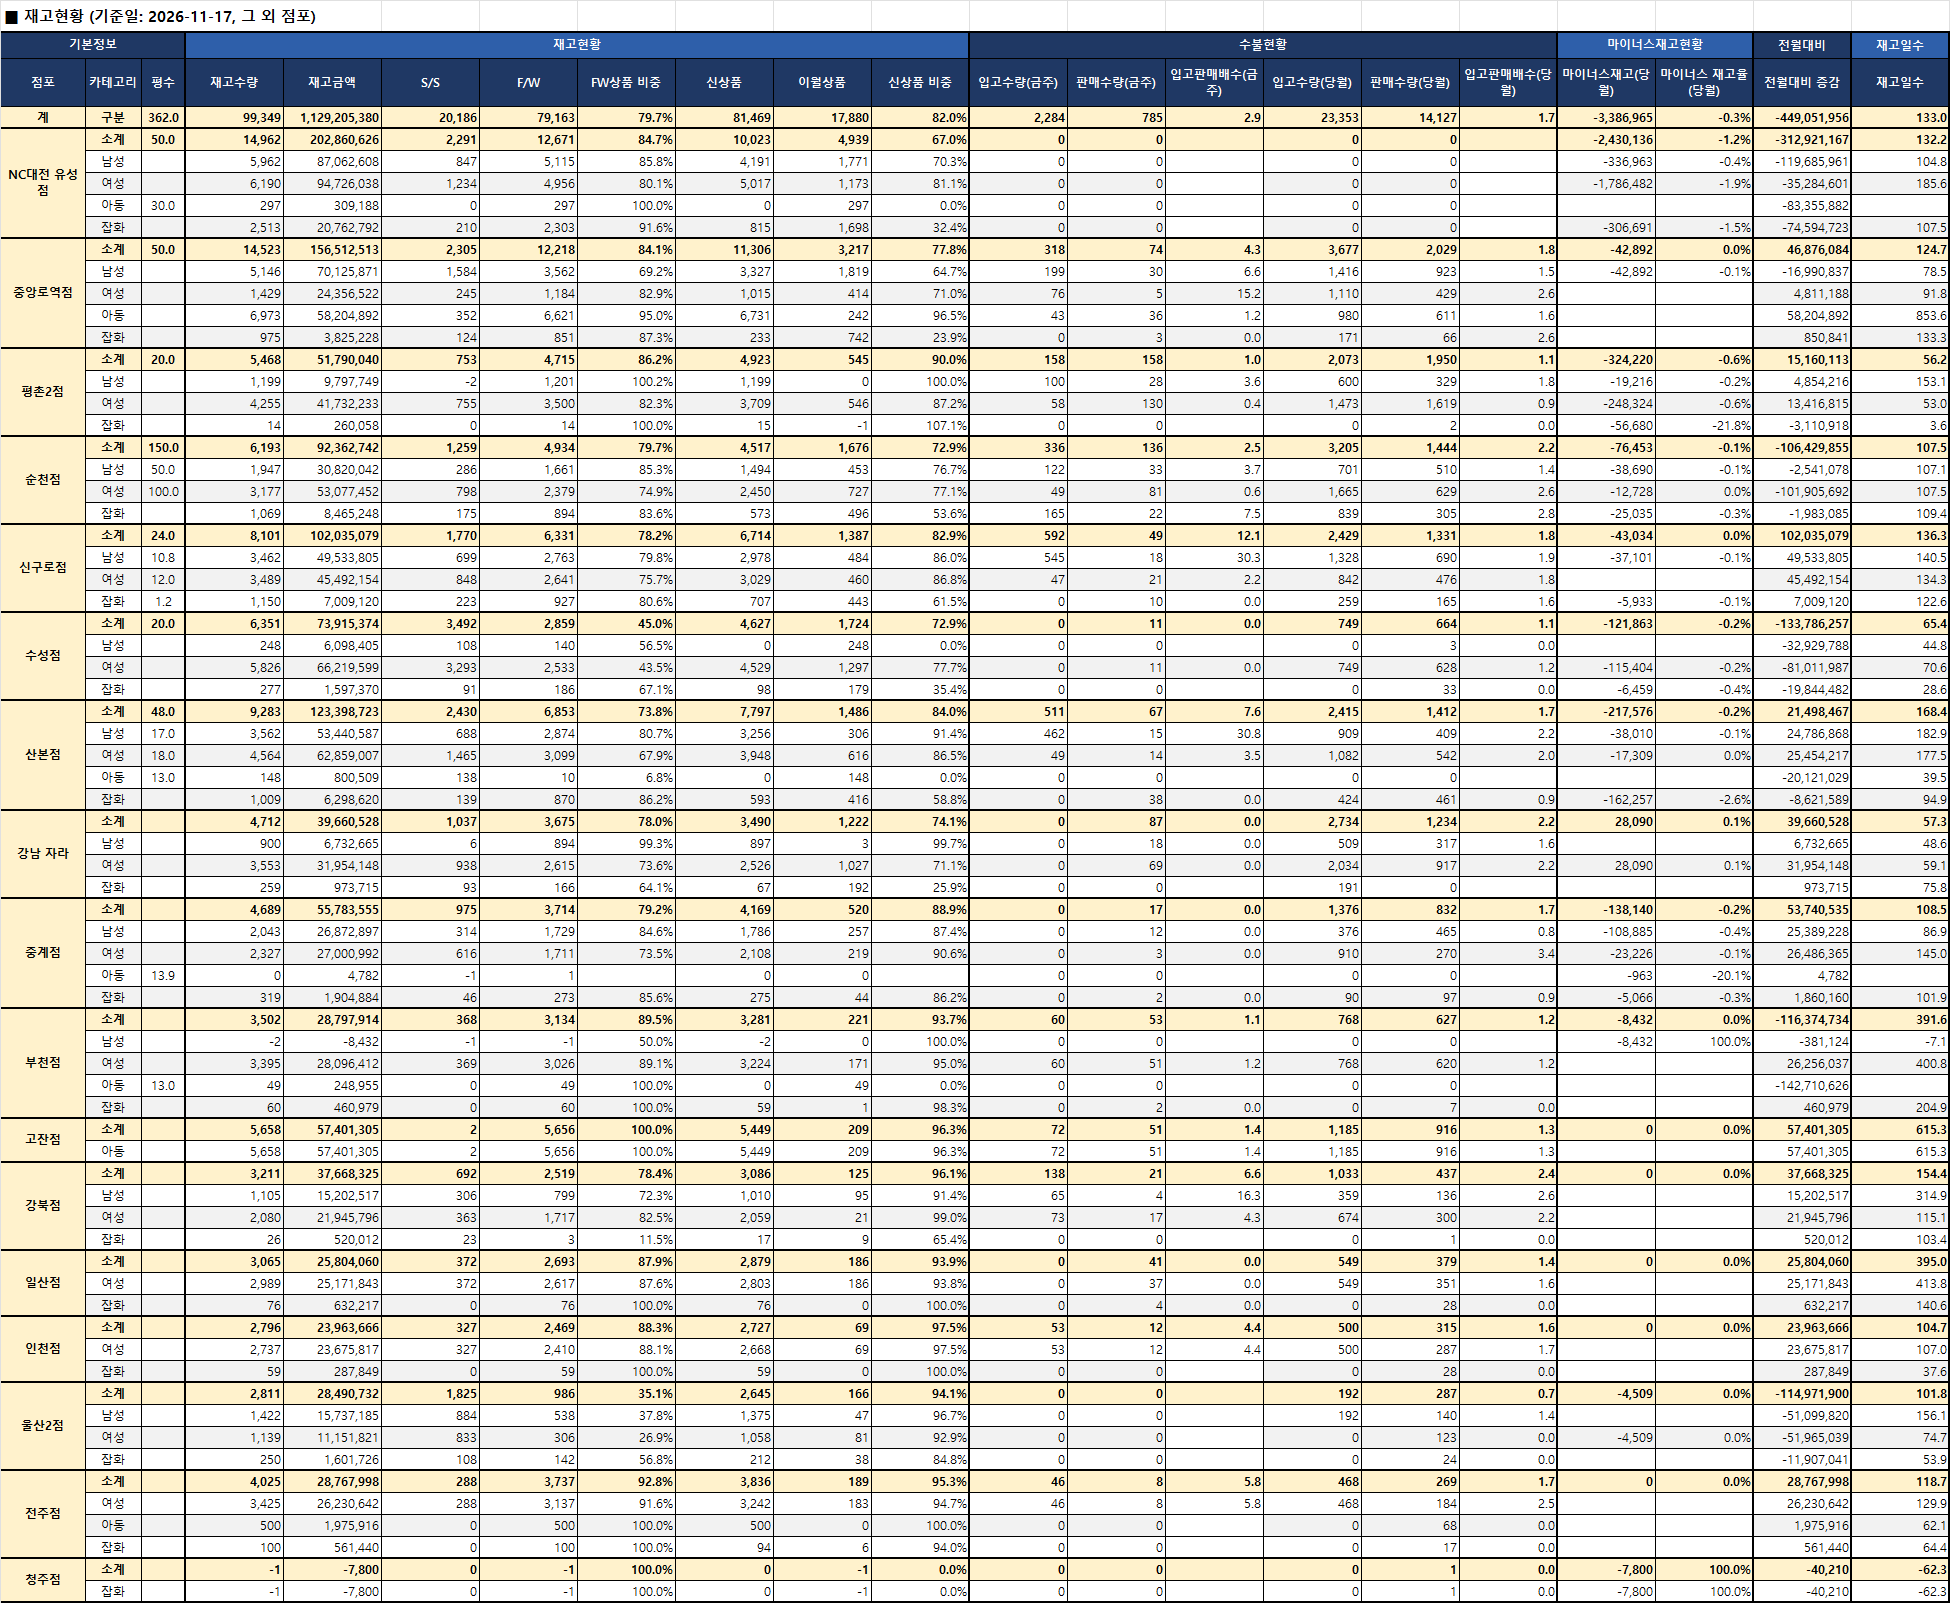 ■ 재고현황 (기준일: 2026-11-17, 그 외 점포)
기본정보 재고현황 수불현황 마이너스재고현황 전월대비 재고일수
점포 카테고리 평수 재고수량 재고금액 S/S F/W FW상품 비중 신상품 이월상품 신상품 비중 입고수량(금주) 판매수량(금주) 입고판매배수(금주) 입고수량(당월) 판매수량(당월) 입고판매배수(당월) 마이너스재고(당월) 마이너스 재고율(당월) 전월대비 증감 재고일수
계 구분 362.0 99,349 1,129,205,380 20,186 79,163 79.7% 81,469 17,880 82.0% 2,284 785 2.9 23,353 14,127 1.7 -3,386,965 -0.3% -449,051,956 133.0
NC대전 유성점 소계 50.0 14,962 202,860,626 2,291 12,671 84.7% 10,023 4,939 67.0% 0 0 0 0 -2,430,136 -1.2% -312,921,167 132.2
남성 5,962 87,062,608 847 5,115 85.8% 4,191 1,771 70.3% 0 0 0 0 -336,963 -0.4% -119,685,961 104.8
여성 6,190 94,726,038 1,234 4,956 80.1% 5,017 1,173 81.1% 0 0 0 0 -1,786,482 -1.9% -35,284,601 185.6
아동 30.0 297 309,188 0 297 100.0% 0 297 0.0% 0 0 0 0 -83,355,882
잡화 2,513 20,762,792 210 2,303 91.6% 815 1,698 32.4% 0 0 0 0 -306,691 -1.5% -74,594,723 107.5
중앙로역점 소계 50.0 14,523 156,512,513 2,305 12,218 84.1% 11,306 3,217 77.8% 318 74 4.3 3,677 2,029 1.8 -42,892 0.0% 46,876,084 124.7
남성 5,146 70,125,871 1,584 3,562 69.2% 3,327 1,819 64.7% 199 30 6.6 1,416 923 1.5 -42,892 -0.1% -16,990,837 78.5
여성 1,429 24,356,522 245 1,184 82.9% 1,015 414 71.0% 76 5 15.2 1,110 429 2.6 4,811,188 91.8
아동 6,973 58,204,892 352 6,621 95.0% 6,731 242 96.5% 43 36 1.2 980 611 1.6 58,204,892 853.6
잡화 975 3,825,228 124 851 87.3% 233 742 23.9% 0 3 0.0 171 66 2.6 850,841 133.3
평촌2점 소계 20.0 5,468 51,790,040 753 4,715 86.2% 4,923 545 90.0% 158 158 1.0 2,073 1,950 1.1 -324,220 -0.6% 15,160,113 56.2
남성 1,199 9,797,749 -2 1,201 100.2% 1,199 0 100.0% 100 28 3.6 600 329 1.8 -19,216 -0.2% 4,854,216 153.1
여성 4,255 41,732,233 755 3,500 82.3% 3,709 546 87.2% 58 130 0.4 1,473 1,619 0.9 -248,324 -0.6% 13,416,815 53.0
잡화 14 260,058 0 14 100.0% 15 -1 107.1% 0 0 0 2 0.0 -56,680 -21.8% -3,110,918 3.6
순천점 소계 150.0 6,193 92,362,742 1,259 4,934 79.7% 4,517 1,676 72.9% 336 136 2.5 3,205 1,444 2.2 -76,453 -0.1% -106,429,855 107.5
남성 50.0 1,947 30,820,042 286 1,661 85.3% 1,494 453 76.7% 122 33 3.7 701 510 1.4 -38,690 -0.1% -2,541,078 107.1
여성 100.0 3,177 53,077,452 798 2,379 74.9% 2,450 727 77.1% 49 81 0.6 1,665 629 2.6 -12,728 0.0% -101,905,692 107.5
잡화 1,069 8,465,248 175 894 83.6% 573 496 53.6% 165 22 7.5 839 305 2.8 -25,035 -0.3% -1,983,085 109.4
신구로점 소계 24.0 8,101 102,035,079 1,770 6,331 78.2% 6,714 1,387 82.9% 592 49 12.1 2,429 1,331 1.8 -43,034 0.0% 102,035,079 136.3
남성 10.8 3,462 49,533,805 699 2,763 79.8% 2,978 484 86.0% 545 18 30.3 1,328 690 1.9 -37,101 -0.1% 49,533,805 140.5
여성 12.0 3,489 45,492,154 848 2,641 75.7% 3,029 460 86.8% 47 21 2.2 842 476 1.8 45,492,154 134.3
잡화 1.2 1,150 7,009,120 223 927 80.6% 707 443 61.5% 0 10 0.0 259 165 1.6 -5,933 -0.1% 7,009,120 122.6
수성점 소계 20.0 6,351 73,915,374 3,492 2,859 45.0% 4,627 1,724 72.9% 0 11 0.0 749 664 1.1 -121,863 -0.2% -133,786,257 65.4
남성 248 6,098,405 108 140 56.5% 0 248 0.0% 0 0 0 3 0.0 -32,929,788 44.8
여성 5,826 66,219,599 3,293 2,533 43.5% 4,529 1,297 77.7% 0 11 0.0 749 628 1.2 -115,404 -0.2% -81,011,987 70.6
잡화 277 1,597,370 91 186 67.1% 98 179 35.4% 0 0 0 33 0.0 -6,459 -0.4% -19,844,482 28.6
산본점 소계 48.0 9,283 123,398,723 2,430 6,853 73.8% 7,797 1,486 84.0% 511 67 7.6 2,415 1,412 1.7 -217,576 -0.2% 21,498,467 168.4
남성 17.0 3,562 53,440,587 688 2,874 80.7% 3,256 306 91.4% 462 15 30.8 909 409 2.2 -38,010 -0.1% 24,786,868 182.9
여성 18.0 4,564 62,859,007 1,465 3,099 67.9% 3,948 616 86.5% 49 14 3.5 1,082 542 2.0 -17,309 0.0% 25,454,217 177.5
아동 13.0 148 800,509 138 10 6.8% 0 148 0.0% 0 0 0 0 -20,121,029 39.5
잡화 1,009 6,298,620 139 870 86.2% 593 416 58.8% 0 38 0.0 424 461 0.9 -162,257 -2.6% -8,621,589 94.9
강남 자라 소계 4,712 39,660,528 1,037 3,675 78.0% 3,490 1,222 74.1% 0 87 0.0 2,734 1,234 2.2 28,090 0.1% 39,660,528 57.3
남성 900 6,732,665 6 894 99.3% 897 3 99.7% 0 18 0.0 509 317 1.6 6,732,665 48.6
여성 3,553 31,954,148 938 2,615 73.6% 2,526 1,027 71.1% 0 69 0.0 2,034 917 2.2 28,090 0.1% 31,954,148 59.1
잡화 259 973,715 93 166 64.1% 67 192 25.9% 0 0 191 0 973,715 75.8
중계점 소계 4,689 55,783,555 975 3,714 79.2% 4,169 520 88.9% 0 17 0.0 1,376 832 1.7 -138,140 -0.2% 53,740,535 108.5
남성 2,043 26,872,897 314 1,729 84.6% 1,786 257 87.4% 0 12 0.0 376 465 0.8 -108,885 -0.4% 25,389,228 86.9
여성 2,327 27,000,992 616 1,711 73.5% 2,108 219 90.6% 0 3 0.0 910 270 3.4 -23,226 -0.1% 26,486,365 145.0
아동 13.9 0 4,782 -1 1 0 0 0 0 0 0 -963 -20.1% 4,782
잡화 319 1,904,884 46 273 85.6% 275 44 86.2% 0 2 0.0 90 97 0.9 -5,066 -0.3% 1,860,160 101.9
부천점 소계 3,502 28,797,914 368 3,134 89.5% 3,281 221 93.7% 60 53 1.1 768 627 1.2 -8,432 0.0% -116,374,734 391.6
남성 -2 -8,432 -1 -1 50.0% -2 0 100.0% 0 0 0 0 -8,432 100.0% -381,124 -7.1
여성 3,395 28,096,412 369 3,026 89.1% 3,224 171 95.0% 60 51 1.2 768 620 1.2 26,256,037 400.8
아동 13.0 49 248,955 0 49 100.0% 0 49 0.0% 0 0 0 0 -142,710,626
잡화 60 460,979 0 60 100.0% 59 1 98.3% 0 2 0.0 0 7 0.0 460,979 204.9
고잔점 소계 5,658 57,401,305 2 5,656 100.0% 5,449 209 96.3% 72 51 1.4 1,185 916 1.3 0 0.0% 57,401,305 615.3
아동 5,658 57,401,305 2 5,656 100.0% 5,449 209 96.3% 72 51 1.4 1,185 916 1.3 57,401,305 615.3
강북점 소계 3,211 37,668,325 692 2,519 78.4% 3,086 125 96.1% 138 21 6.6 1,033 437 2.4 0 0.0% 37,668,325 154.4
남성 1,105 15,202,517 306 799 72.3% 1,010 95 91.4% 65 4 16.3 359 136 2.6 15,202,517 314.9
여성 2,080 21,945,796 363 1,717 82.5% 2,059 21 99.0% 73 17 4.3 674 300 2.2 21,945,796 115.1
잡화 26 520,012 23 3 11.5% 17 9 65.4% 0 0 0 1 0.0 520,012 103.4
일산점 소계 3,065 25,804,060 372 2,693 87.9% 2,879 186 93.9% 0 41 0.0 549 379 1.4 0 0.0% 25,804,060 395.0
여성 2,989 25,171,843 372 2,617 87.6% 2,803 186 93.8% 0 37 0.0 549 351 1.6 25,171,843 413.8
잡화 76 632,217 0 76 100.0% 76 0 100.0% 0 4 0.0 0 28 0.0 632,217 140.6
인천점 소계 2,796 23,963,666 327 2,469 88.3% 2,727 69 97.5% 53 12 4.4 500 315 1.6 0 0.0% 23,963,666 104.7
여성 2,737 23,675,817 327 2,410 88.1% 2,668 69 97.5% 53 12 4.4 500 287 1.7 23,675,817 107.0
잡화 59 287,849 0 59 100.0% 59 0 100.0% 0 0 0 28 0.0 287,849 37.6
울산2점 소계 2,811 28,490,732 1,825 986 35.1% 2,645 166 94.1% 0 0 192 287 0.7 -4,509 0.0% -114,971,900 101.8
남성 1,422 15,737,185 884 538 37.8% 1,375 47 96.7% 0 0 192 140 1.4 -51,099,820 156.1
여성 1,139 11,151,821 833 306 26.9% 1,058 81 92.9% 0 0 0 123 0.0 -4,509 0.0% -51,965,039 74.7
잡화 250 1,601,726 108 142 56.8% 212 38 84.8% 0 0 0 24 0.0 -11,907,041 53.9
전주점 소계 4,025 28,767,998 288 3,737 92.8% 3,836 189 95.3% 46 8 5.8 468 269 1.7 0 0.0% 28,767,998 118.7
여성 3,425 26,230,642 288 3,137 91.6% 3,242 183 94.7% 46 8 5.8 468 184 2.5 26,230,642 129.9
아동 500 1,975,916 0 500 100.0% 500 0 100.0% 0 0 0 68 0.0 1,975,916 62.1
잡화 100 561,440 0 100 100.0% 94 6 94.0% 0 0 0 17 0.0 561,440 64.4
청주점 소계 -1 -7,800 0 -1 100.0% 0 -1 0.0% 0 0 0 1 0.0 -7,800 100.0% -40,210 -62.3
잡화 -1 -7,800 0 -1 100.0% 0 -1 0.0% 0 0 0 1 0.0 -7,800 100.0% -40,210 -62.3